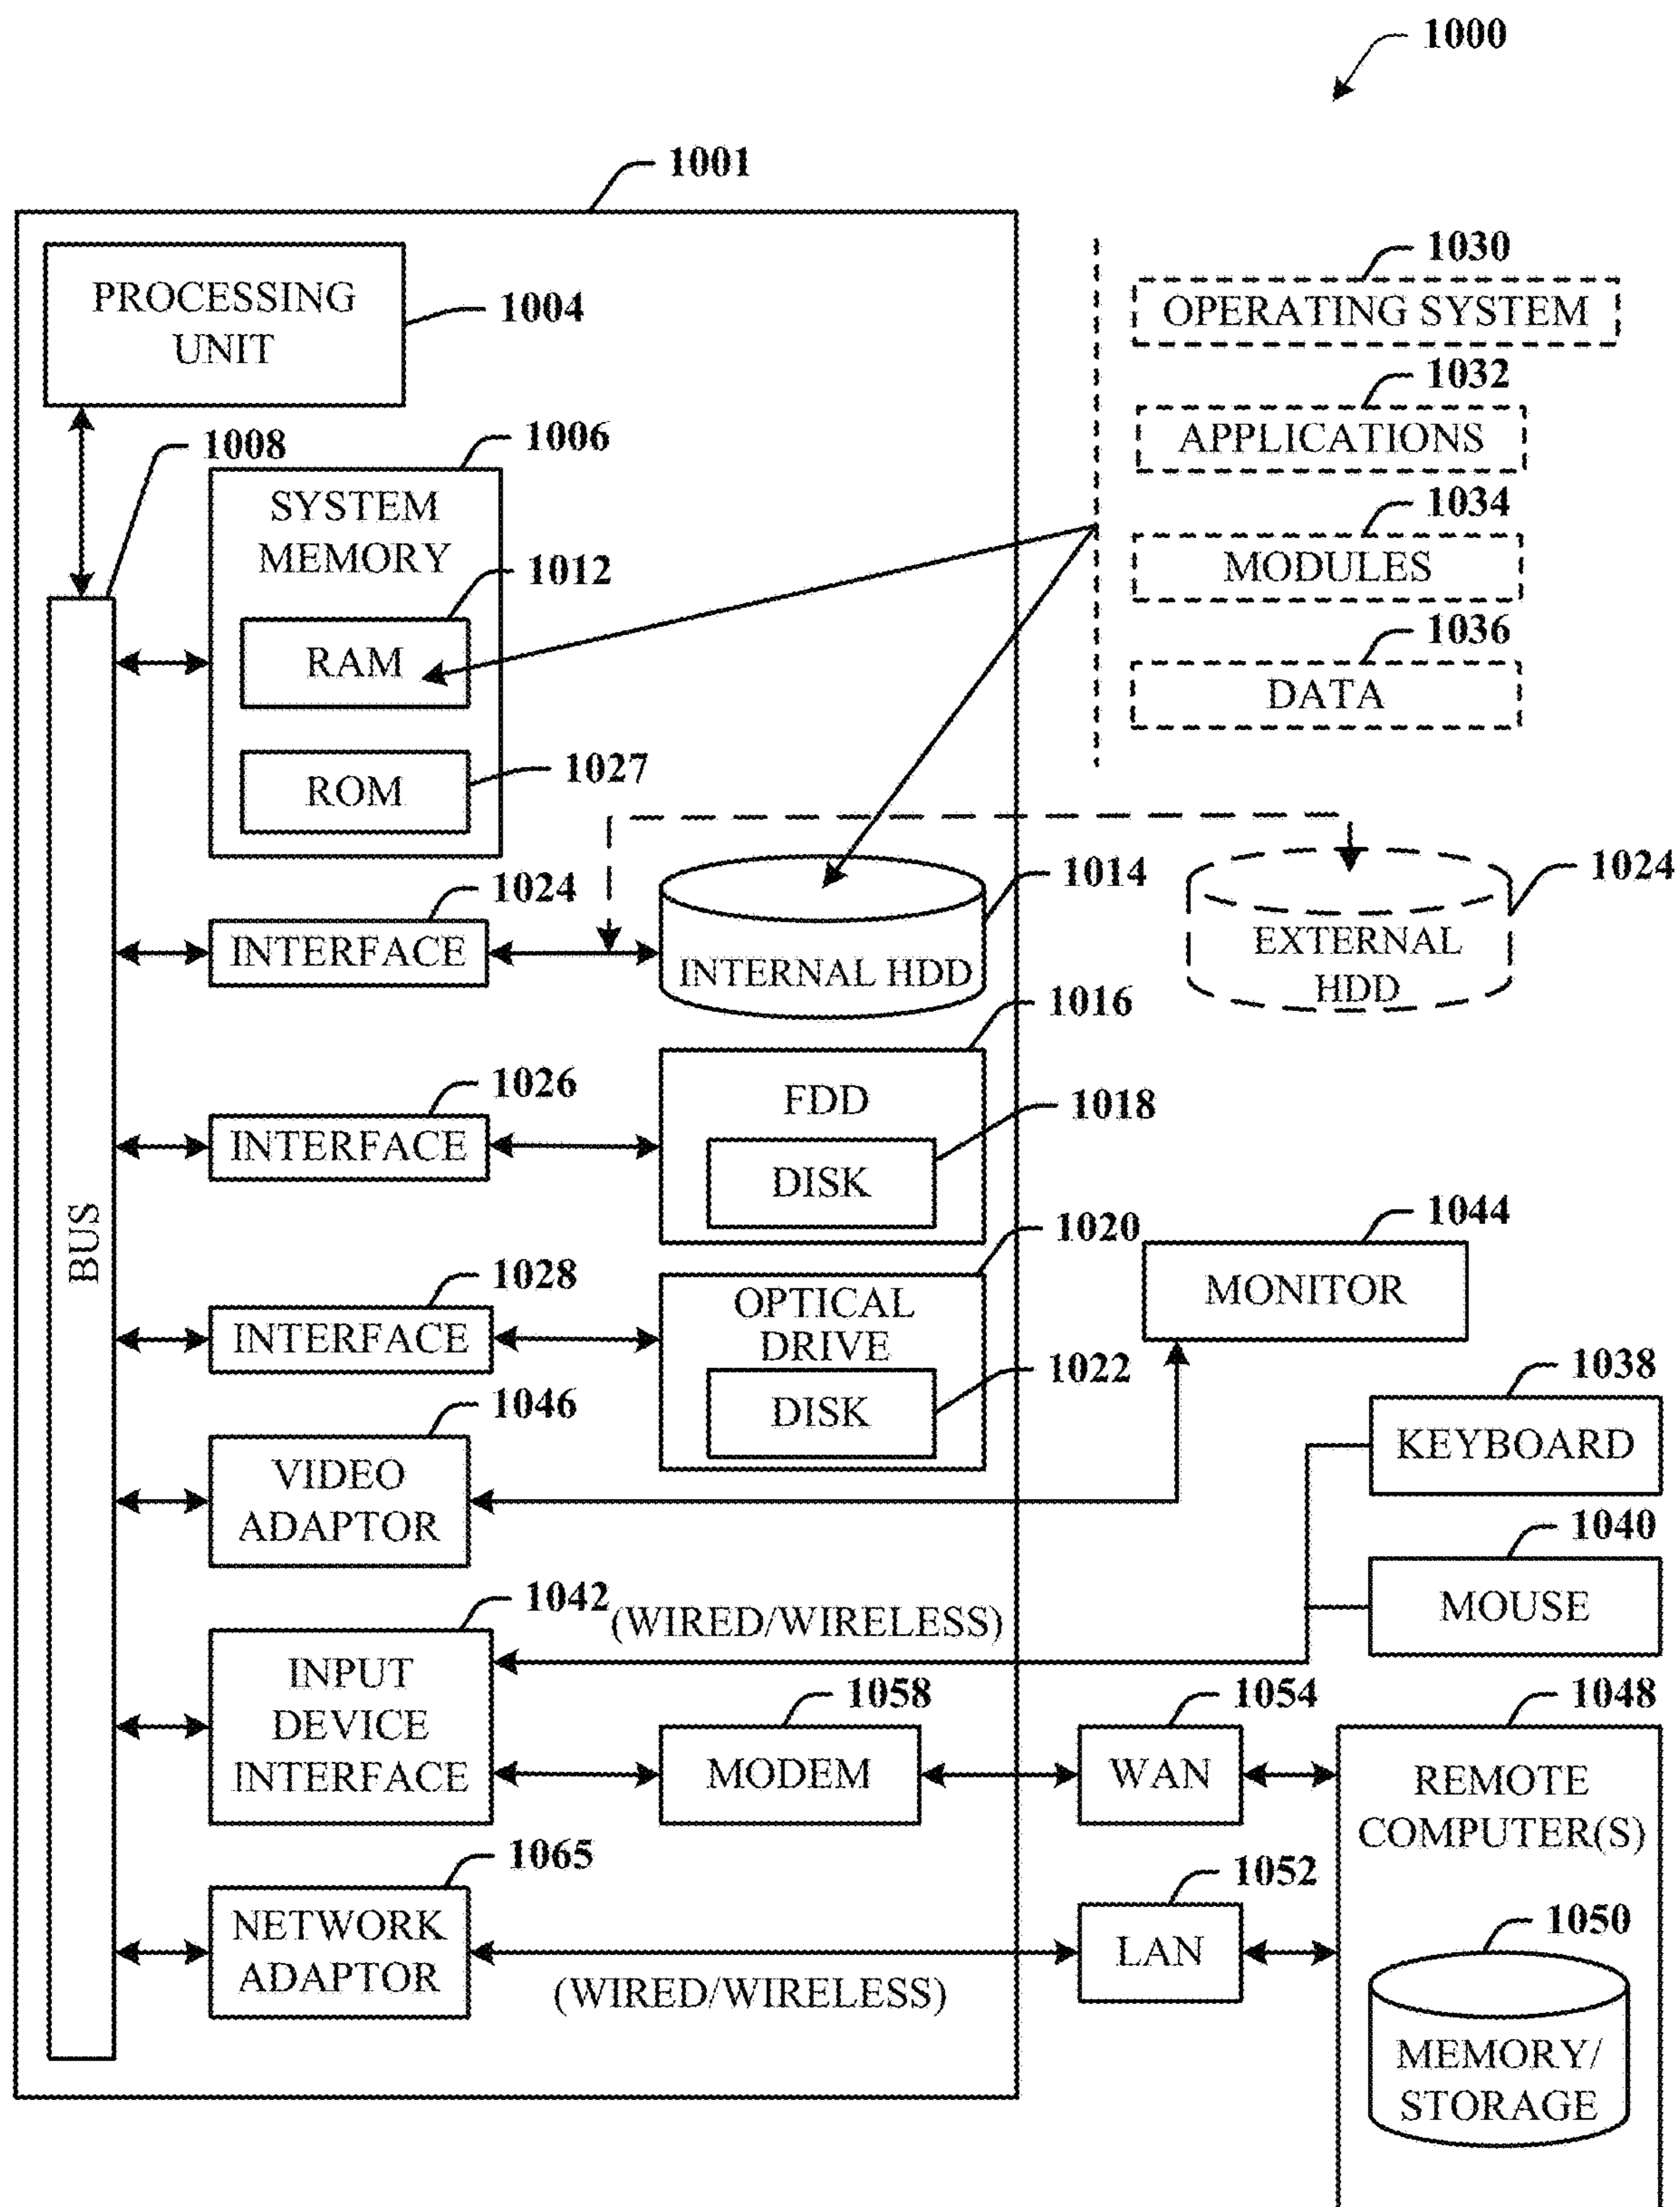 1000
1001
PROCESSING
UNIT
1004
1030
OPERATING SYSTEM
1032
APPLICATIONS
1034
MODULES
1036
DATA
1008
1006
SYSTEM
MEMORY
1012
RAM
1027
ROM
1024
INTERFACE
1014
INTERNAL HDD
1024
EXTERNAL
HDD
1016
1026
INTERFACE
FDD
1018
DISK
BUS
1020
1028
INTERFACE
OPTICAL
DRIVE
1022
DISK
1044
MONITOR
1046
VIDEO
ADAPTOR
1038
KEYBOARD
1040
MOUSE
1042
(WIRED/WIRELESS)
INPUT
DEVICE
INTERFACE
1058
MODEM
1054
WAN
1048
REMOTE
COMPUTER(S)
1065
NETWORK
ADAPTOR
(WIRED/WIRELESS)
1052
LAN
1050
MEMORY/
STORAGE